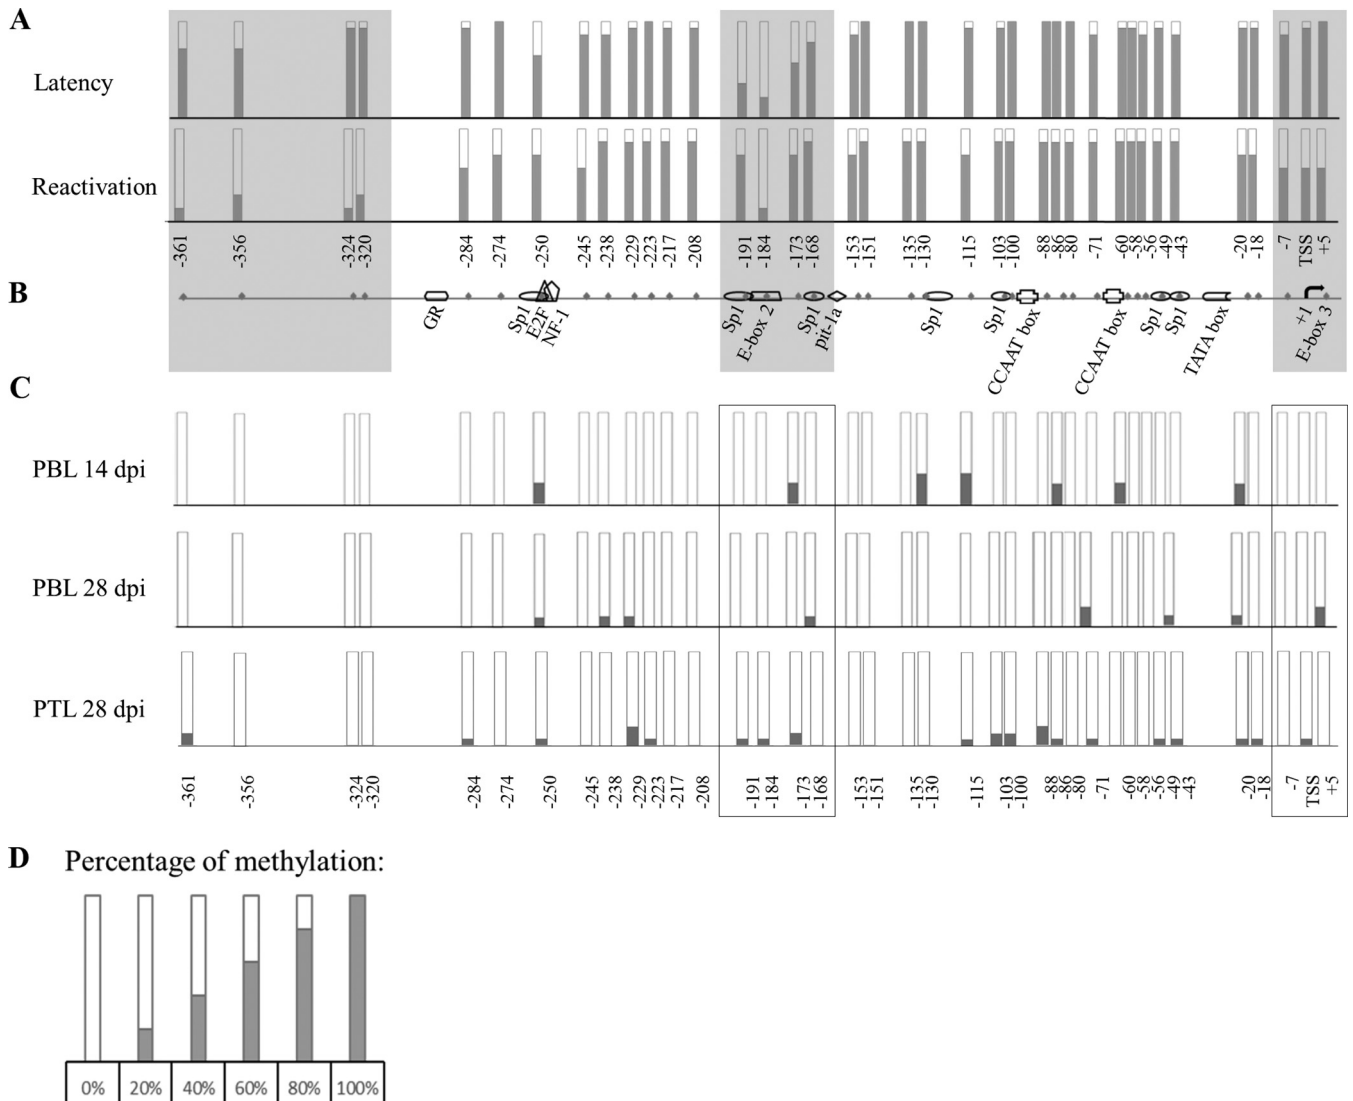 A
Latency
Reactivation
-361 -356 -324 -320 -284 -274 -250 -245 -238 -229 -223 -217 -208 -191 -184 -173 -168 -153 -151 -135 -130 -115 -103 -100 -88 -86 -80 -71 -60 -58 -56 -49 -43 -20 -18 -7 TSS +5
B
GR Sp1 E2F NF-1 Sp1 E-box 2 Sp1 pit-1a Sp1 Sp1 CCAAT box CCAAT box Sp1 Sp1 TATA box +1 E-box 3
C
PBL 14 dpi
PBL 28 dpi
PTL 28 dpi
-361 -356 -324 -320 -284 -274 -250 -245 -238 -229 -223 -217 -208 -191 -184 -173 -168 -153 -151 -135 -130 -115 -103 -100 -88 -86 -80 -71 -60 -58 -56 -49 -43 -20 -18 -7 TSS +5
D Percentage of methylation:
0% 20% 40% 60% 80% 100%